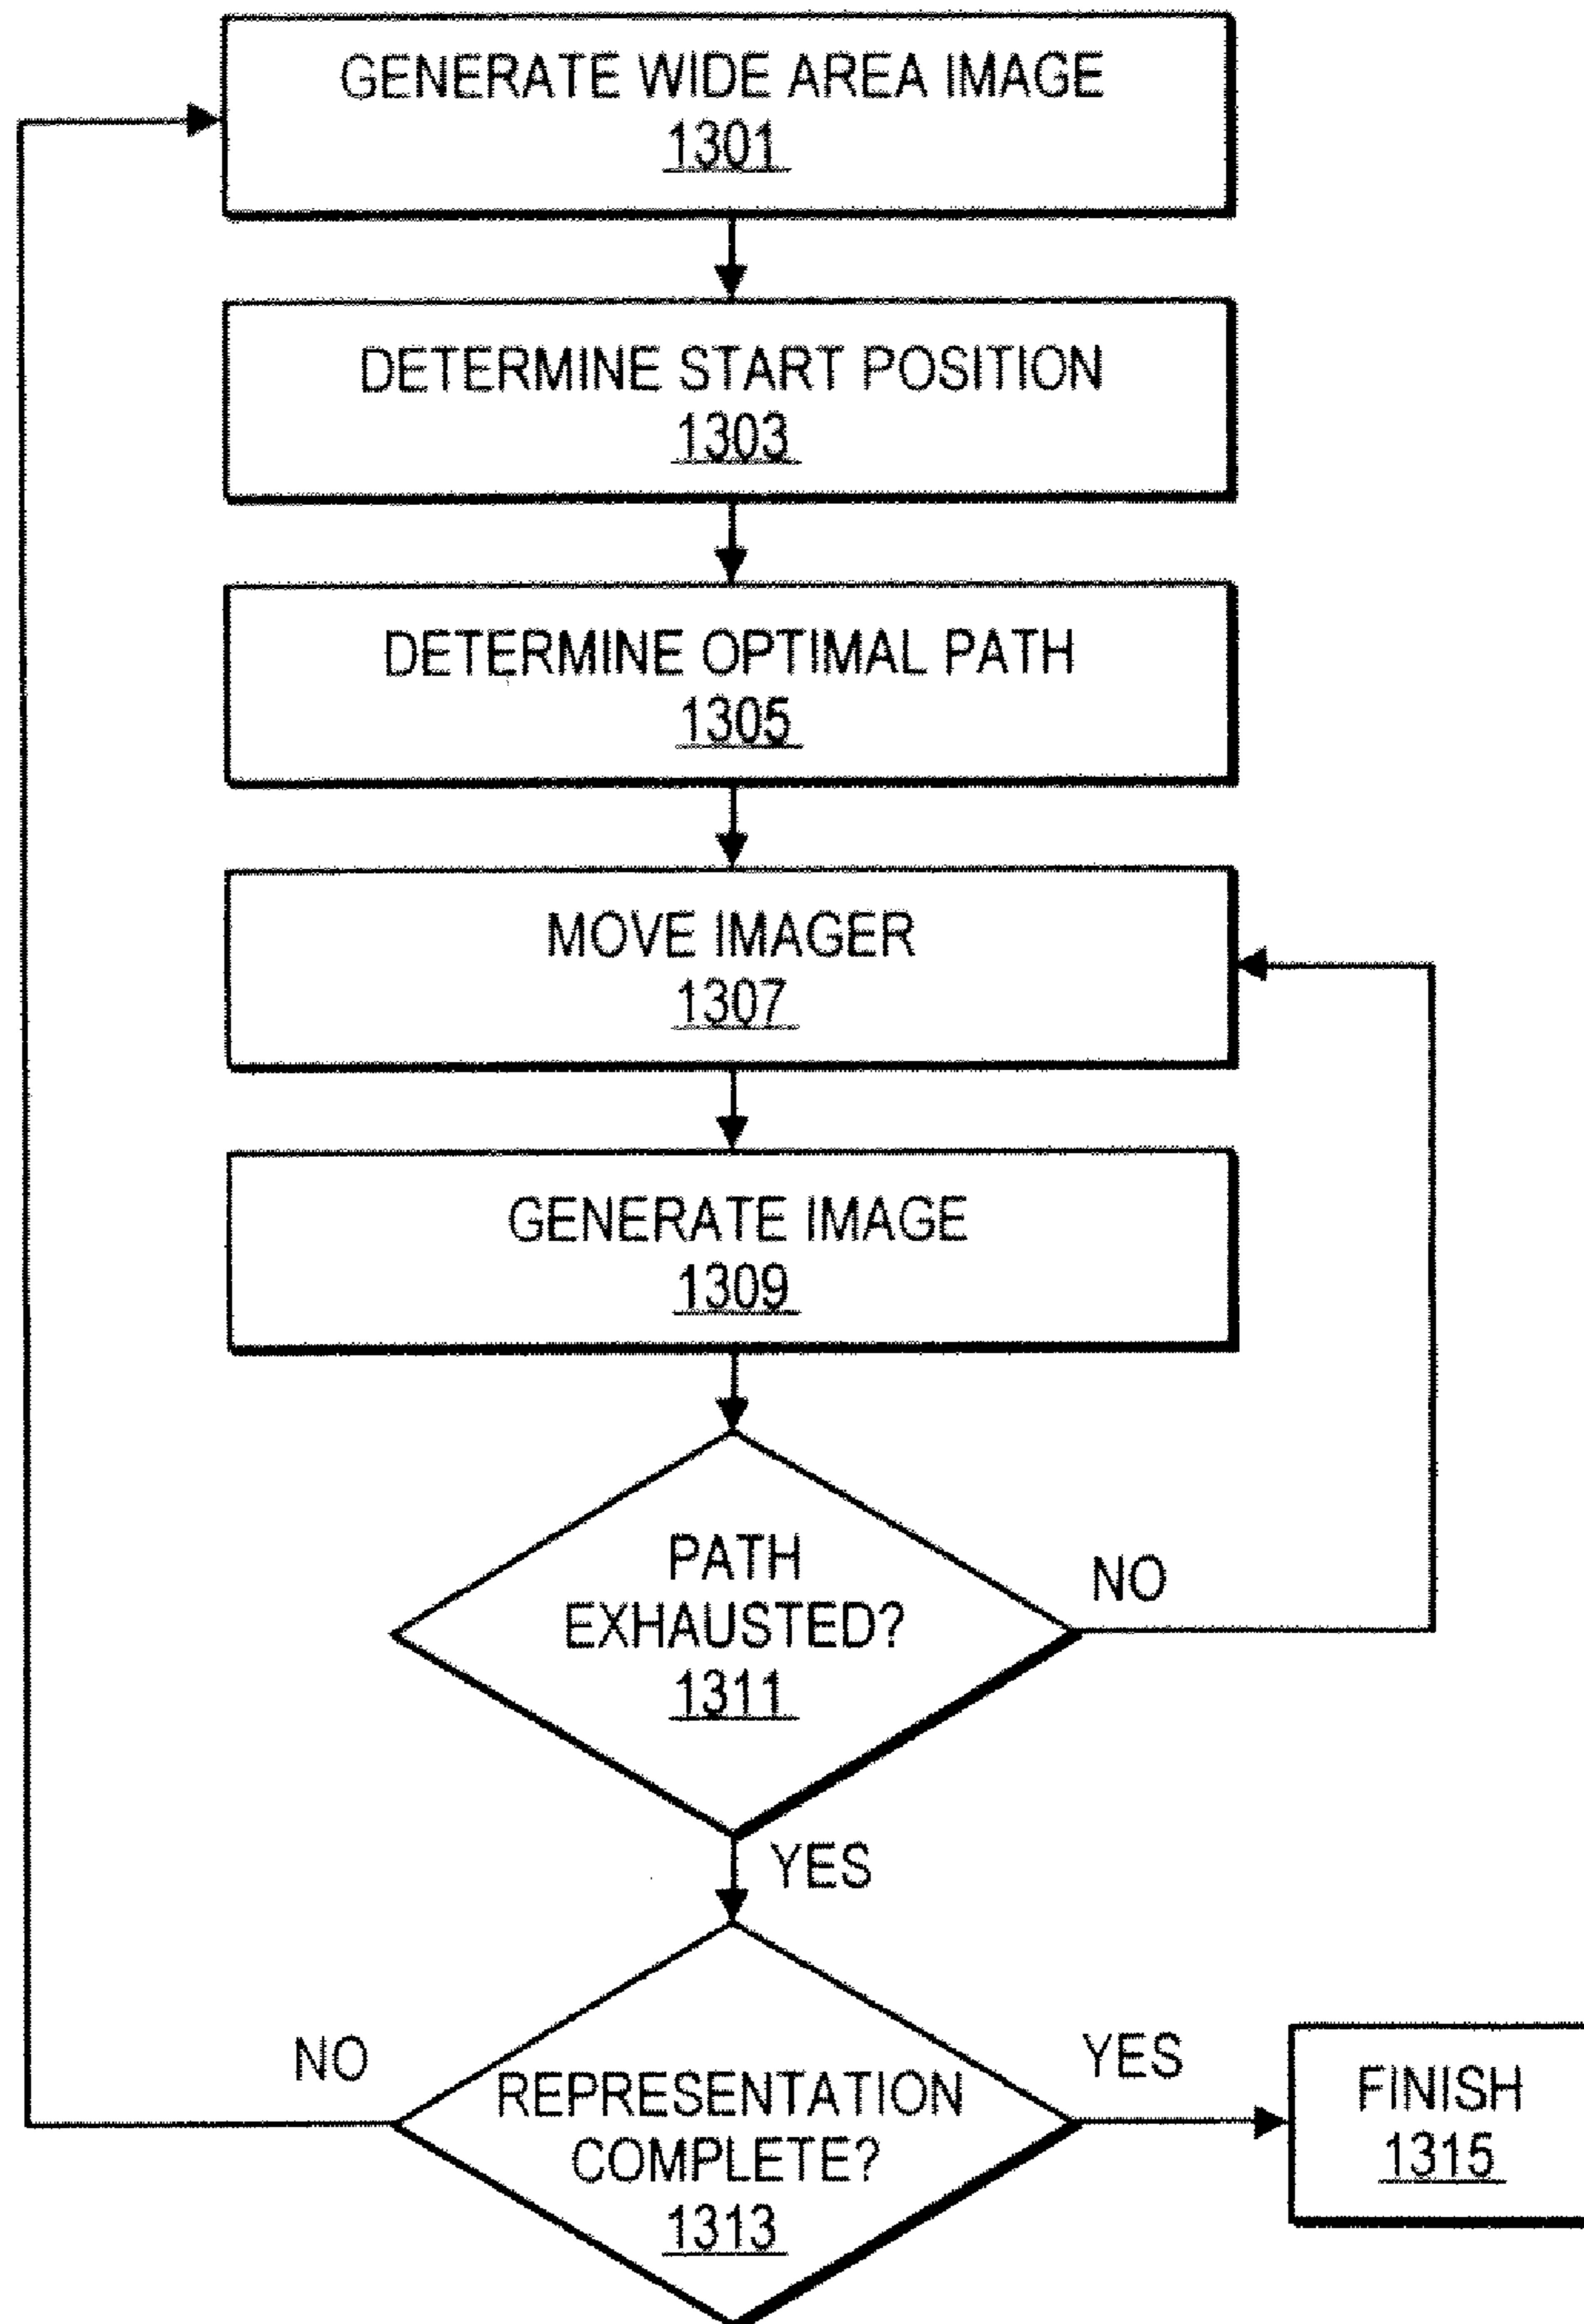 GENERATE WIDE AREA IMAGE
1301
DETERMINE START POSITION
1303
DETERMINE OPTIMAL PATH
1305
MOVE IMAGER
1307
GENERATE IMAGE
1309
PATH
EXHAUSTED?
1311
NO
YES
NO
REPRESENTATION
COMPLETE?
1313
YES
FINISH
1315